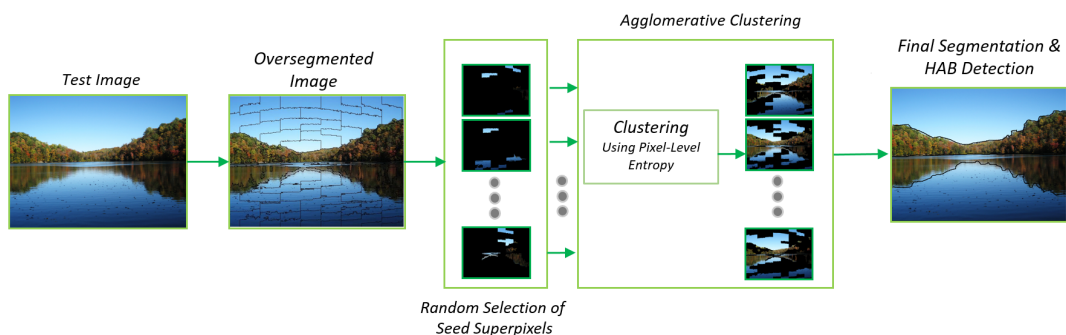 Test Image
Oversegmented
Image
Random Selection of
Seed Superpixels
Agglomerative Clustering
Clustering
Using Pixel-Level
Entropy
Final Segmentation &
HAB Detection